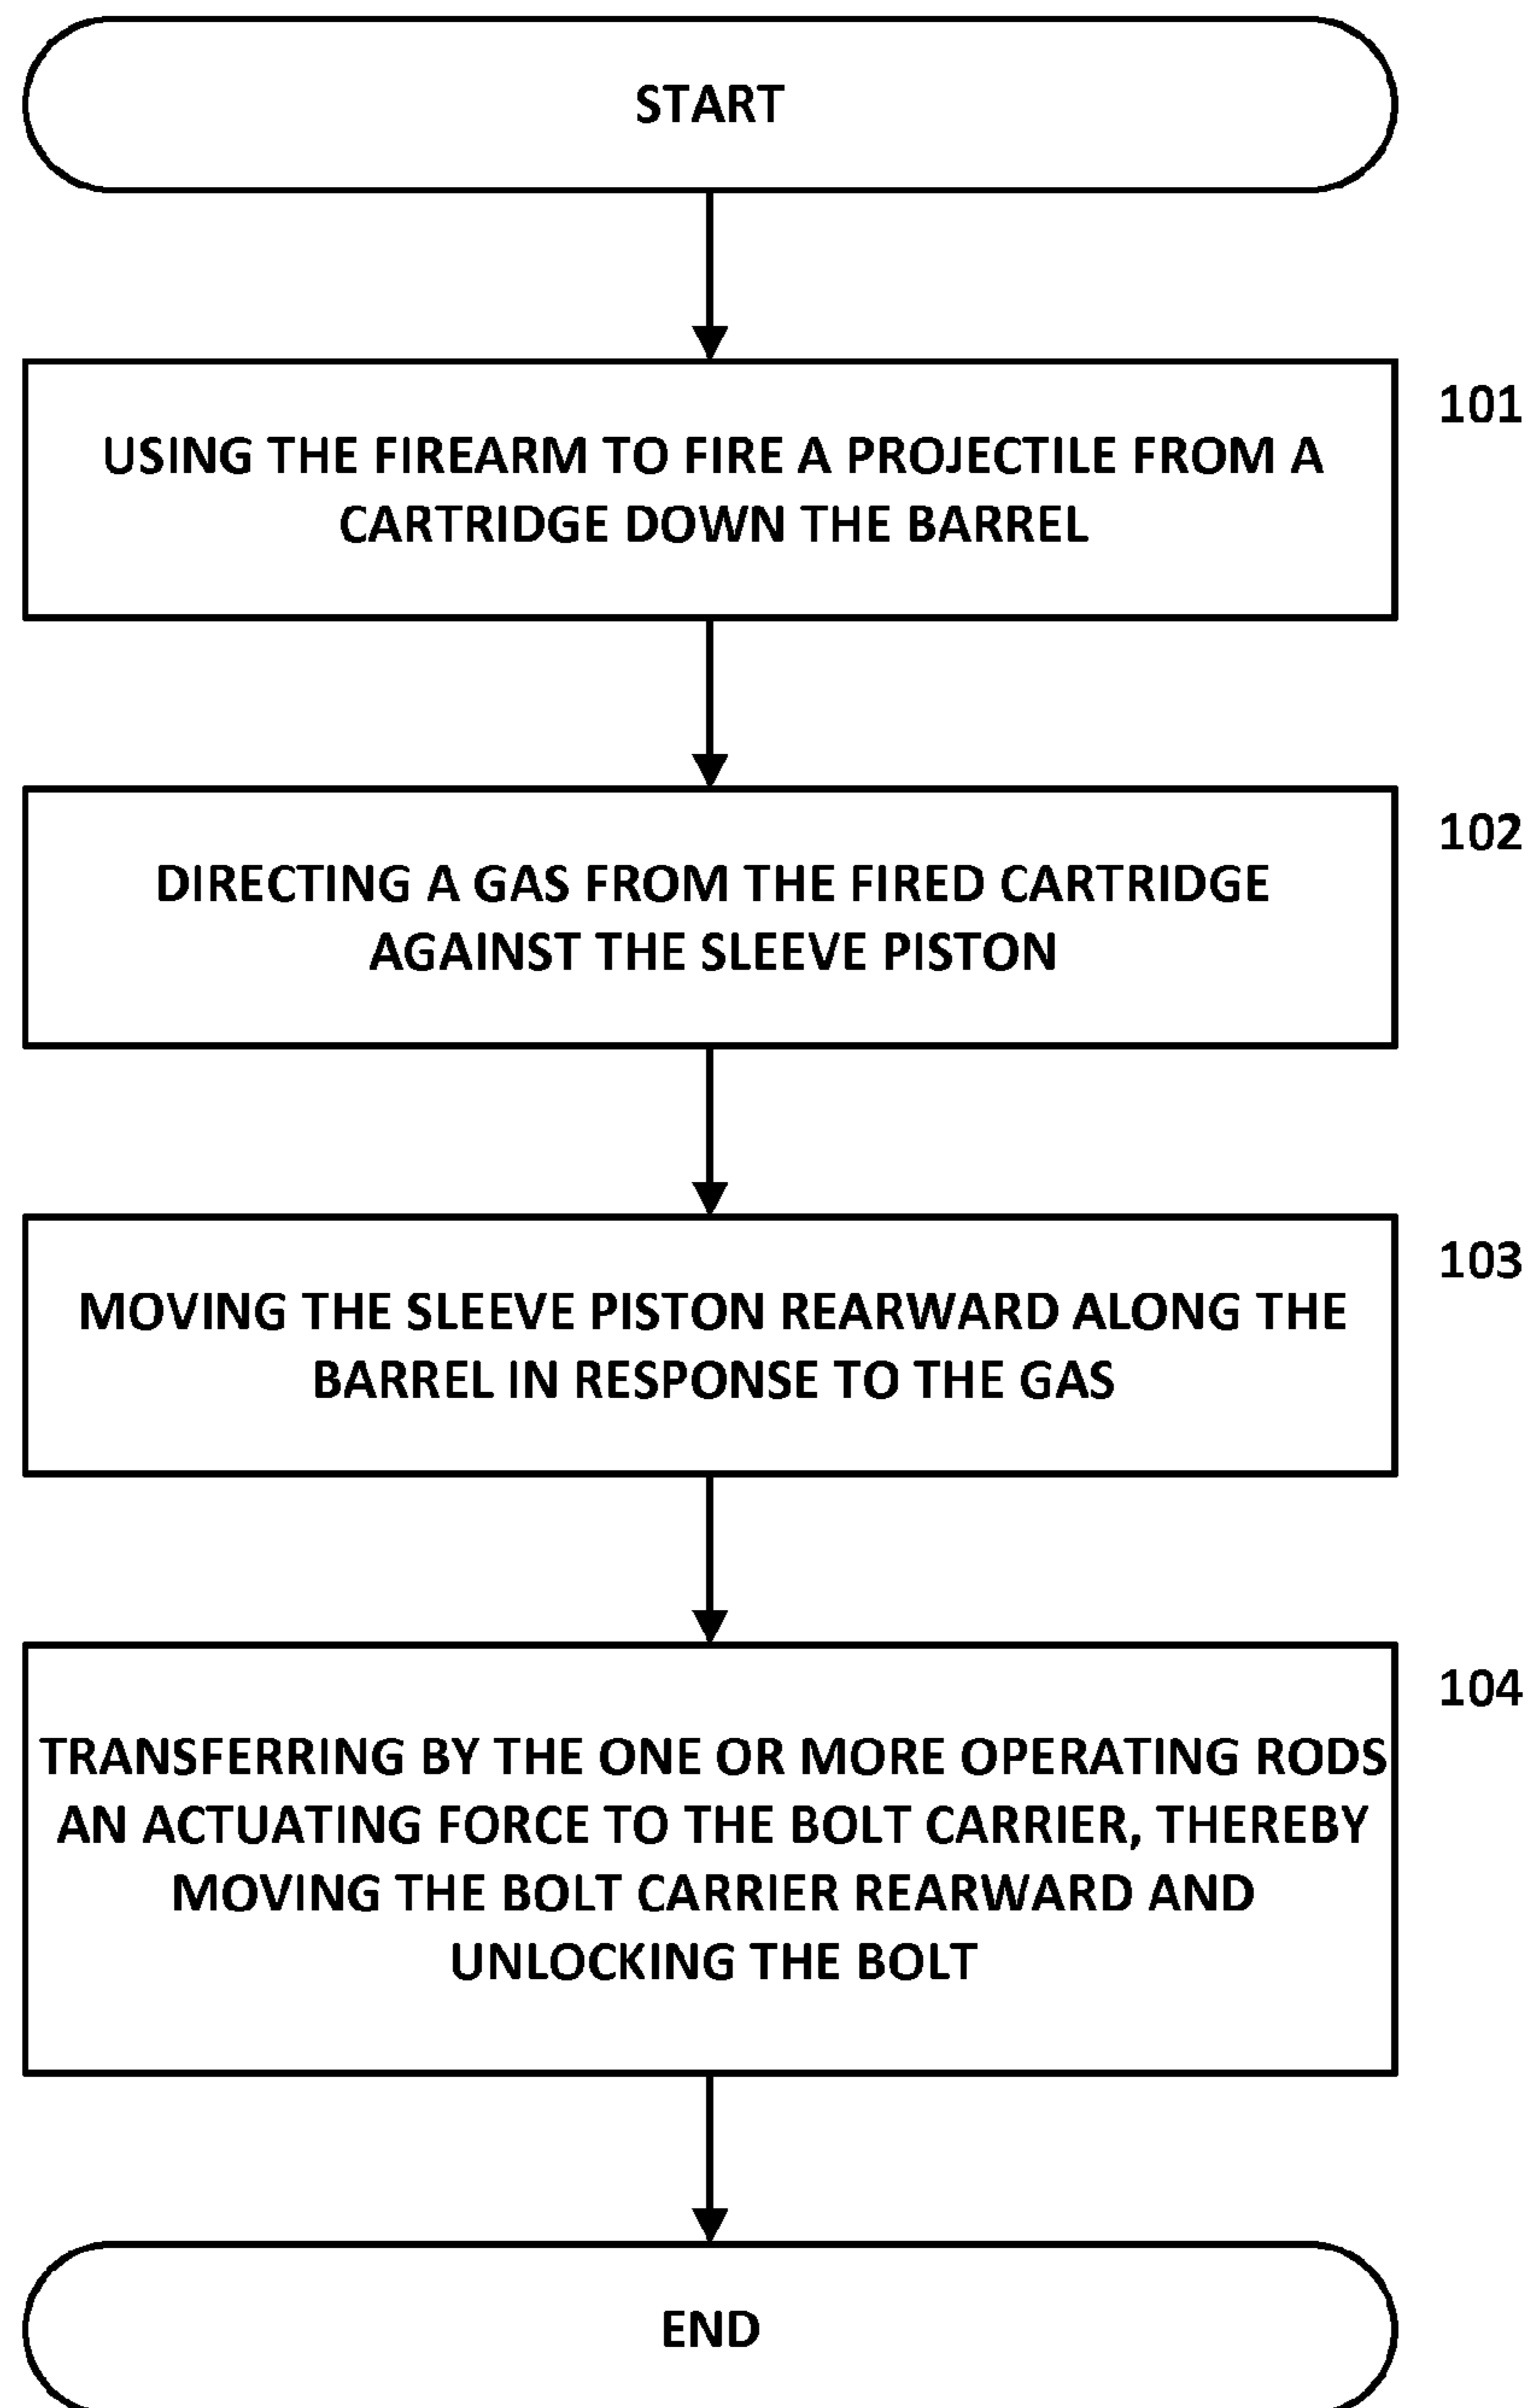 START
101
USING THE FIREARM TO FIRE A PROJECTILE FROM A
CARTRIDGE DOWN THE BARREL
102
DIRECTING A GAS FROM THE FIRED CARTRIDGE
AGAINST THE SLEEVE PISTON
103
MOVING THE SLEEVE PISTON REARWARD ALONG THE
BARREL IN RESPONSE TO THE GAS
104
TRANSFERRING BY THE ONE OR MORE OPERATING RODS
AN ACTUATING FORCE TO THE BOLT CARRIER, THEREBY
MOVING THE BOLT CARRIER REARWARD AND
UNLOCKING THE BOLT
END